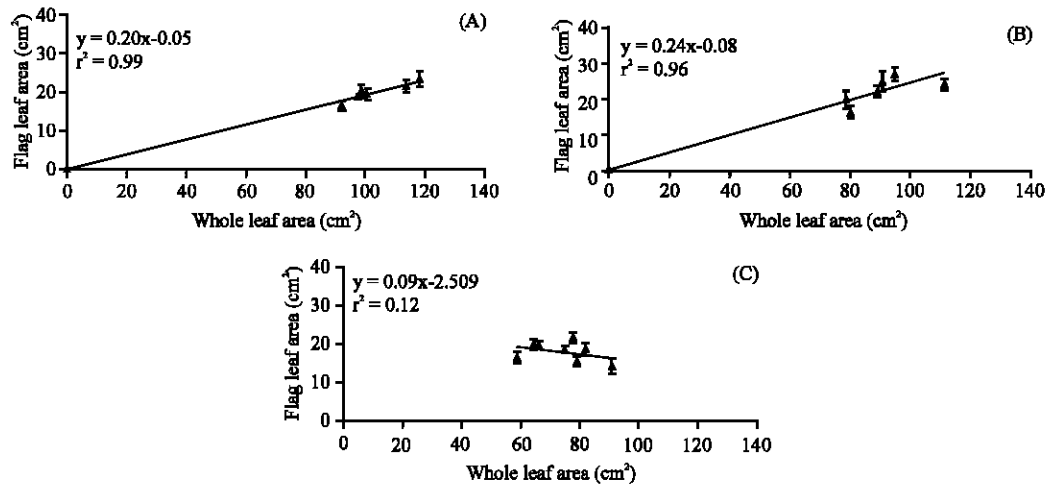 (A)
y = 0.20x-0.05
r² = 0.99
Flag leaf area (cm²)
40
30
20
10
0
0 20 40 60 80 100 120 140
Whole leaf area (cm²)
(B)
y = 0.24x-0.08
r² = 0.96
Flag leaf area (cm²)
40
30
20
10
0
0 20 40 60 80 100 120 140
Whole leaf area (cm²)
(C)
y = 0.09x-2.509
r² = 0.12
Flag leaf area (cm²)
40
30
20
10
0
0 20 40 60 80 100 120 140
Whole leaf area (cm²)